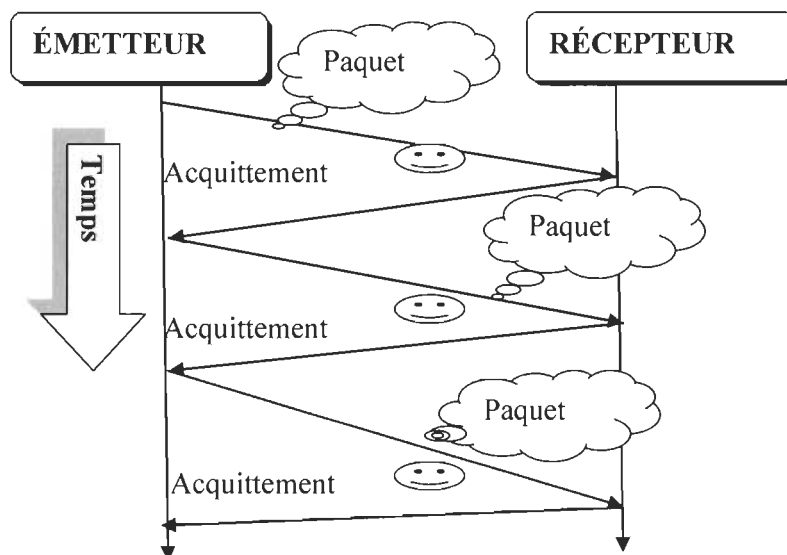 ÉMETTEUR
RÉCEPTEUR
Paquet
Temps
Acquittement
Paquet
Acquittement
Paquet
Acquittement